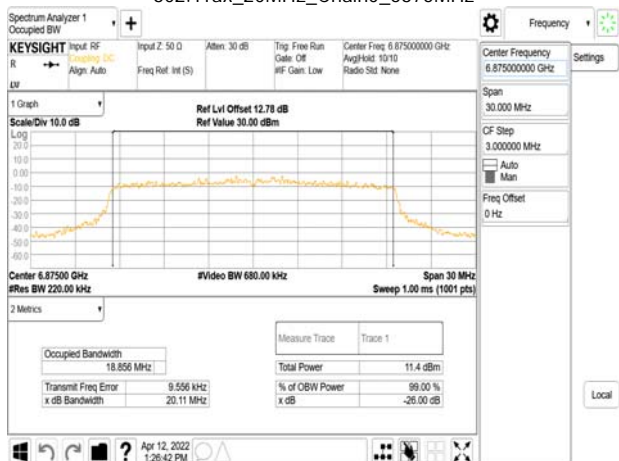 Spectrum Analyzer 1
Occupied BW
KEYSIGHT
Input: RF
Coupling: DC
Align: Auto
Input Z: 50 Ω
Freq Ref: Int (S)
Atten: 30 dB
Trig: Free Run
Gate: Off
#IF Gain: Low
Center Freq: 6.875000000 GHz
Avg|Hold: 10/10
Radio Std: None
R
LV
1 Graph
Scale/Div 10.0 dB
Ref Lvl Offset 12.78 dB
Ref Value 30.00 dBm
Log
20.0
10.0
0.00
-10.0
-20.0
-30.0
-40.0
-50.0
-60.0
Center 6.87500 GHz
#Video BW 680.00 kHz
Span 30 MHz
#Res BW 220.00 kHz
Sweep 1.00 ms (1001 pts)
2 Metrics
Measure Trace
Trace 1
Occupied Bandwidth
18.856 MHz
Total Power
11.4 dBm
Transmit Freq Error
9.556 kHz
% of OBW Power
99.00 %
x dB Bandwidth
20.11 MHz
x dB
-26.00 dB
Frequency
Center Frequency
6.875000000 GHz
Settings
Span
30.000 MHz
CF Step
3.000000 MHz
Auto
Man
Freq Offset
0 Hz
Local
Apr 12, 2022
1:26:42 PM